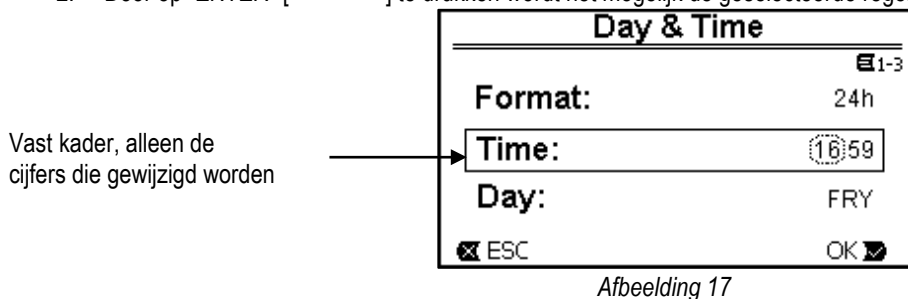 Day & Time
1-3
Format: 24h
Vast kader, alleen de
cijfers die gewijzigd worden
Time: 16:59
Day: FRY
ESC OK
Afbeelding 17